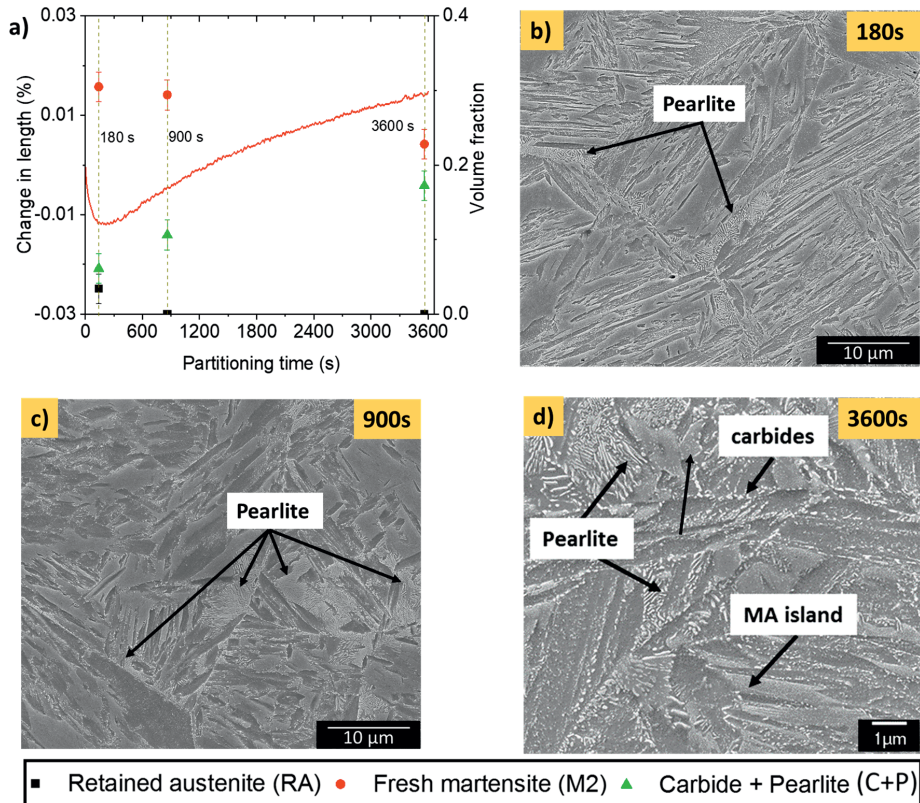 a)
0.03
0.01
-0.01
-0.03
Change in length (%)
0.4
0.2
0.0
Volume fraction
180 s
900 s
3600 s
0 600 1200 1800 2400 3000 3600
Partitioning time (s)
b)
180s
Pearlite
10 µm
c)
900s
Pearlite
10 µm
d)
3600s
carbides
Pearlite
MA island
1µm
Retained austenite (RA) Fresh martensite (M2) Carbide + Pearlite (C+P)